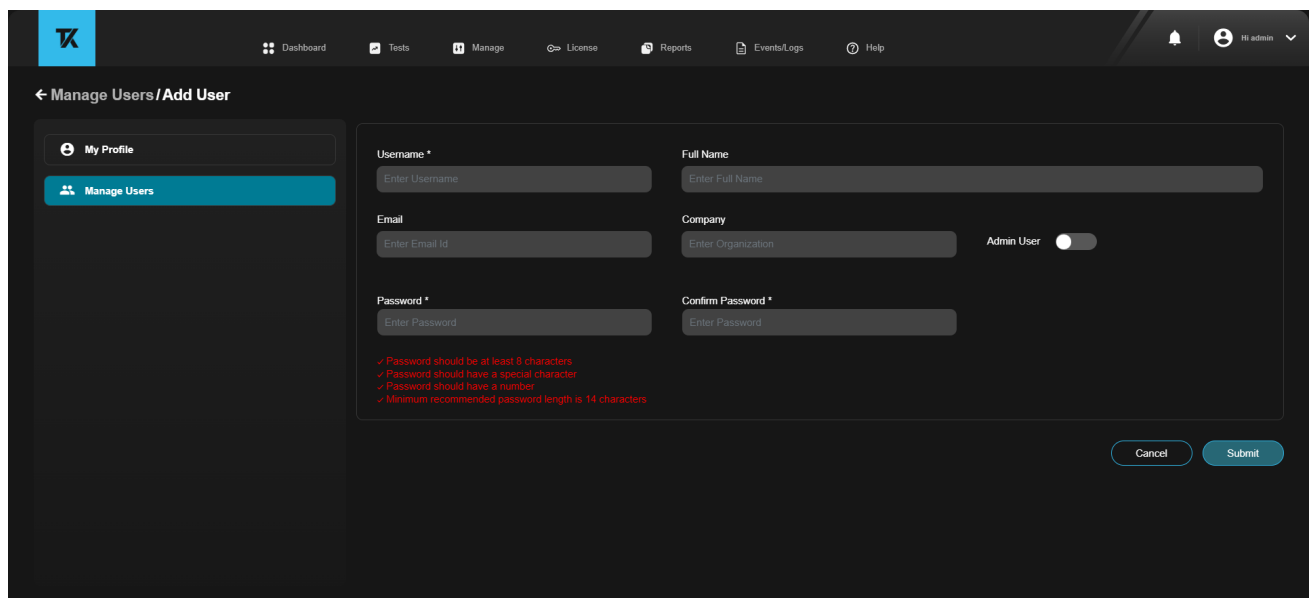 TK
Dashboard Tests Manage License Reports Events/Logs Help Hi admin
Manage Users/Add User
My Profile
Manage Users
Username * Full Name
Enter Username Enter Full Name
Email Company
Enter Email Id Enter Organization Admin User
Password * Confirm Password *
Enter Password Enter Password
Password should be at least 8 characters
Password should have a special character
Password should have a number
Minimum recommended password length is 14 characters
Cancel Submit